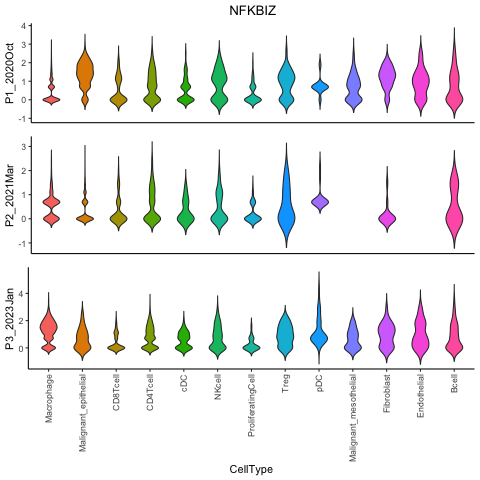 NFKBIZ
P1_2020Oct
4
3
2
1
0
-1
P2_2021Mar
3
2
1
0
-1
P3_2023Jan
4
2
0
Macrophage
Malignant_epithelial
CD8Tcell
CD4Tcell
cDC
NKcell
ProliferatingCell
Treg
pDC
Malignant_mesothelial
Fibroblast
Endothelial
Bcell
CellType